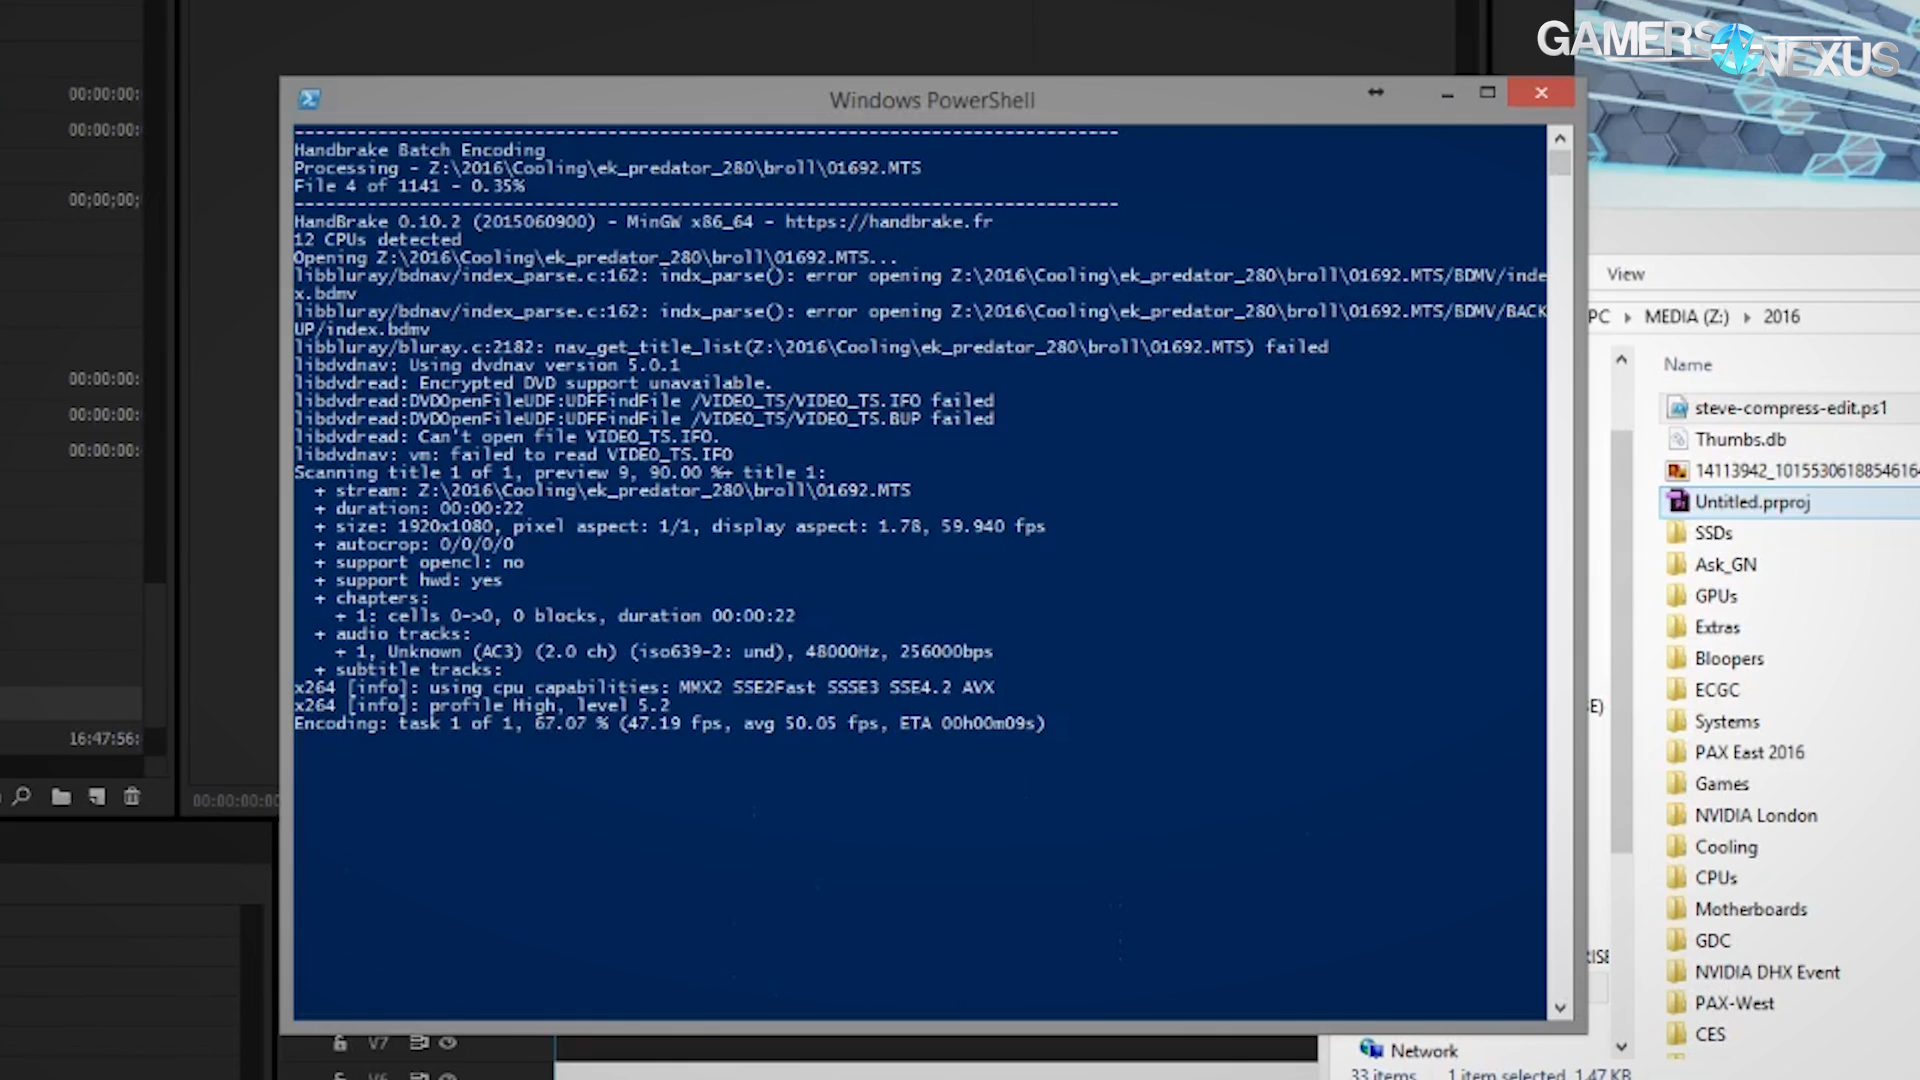 GAMERS NEXUS
Windows PowerShell
Handbrake Batch Encoding
Processing - Z:\2016\Cooling\ek_predator_280\broll\01692.MTS
File 4 of 1141 - 0.35%
HandBrake 0.10.2 (2015060900) - MinGW x86_64 - https://handbrake.fr
12 CPUs detected
Opening Z:\2016\Cooling\ek_predator_280\broll\01692.MTS...
libbluray/bdnav/index_parse.c:162: indx_parse(): error opening Z:\2016\Cooling\ek_predator_280\broll\01692.MTS/BDMV/inde
x.bdmv
libbluray/bdnav/index_parse.c:162: indx_parse(): error opening Z:\2016\Cooling\ek_predator_280\broll\01692.MTS/BDMV/BACK
UP/index.bdmv
libbluray/bluray.c:2182: nav_get_title_list(Z:\2016\Cooling\ek_predator_280\broll\01692.MTS) failed
libdvdnav: Using dvdnav version 5.0.1
libdvdread: Encrypted DVD support unavailable.
libdvdread:DVDOpenFileUDF:UDFFindFile /VIDEO_TS/VIDEO_TS.IFO failed
libdvdread:DVDOpenFileUDF:UDFFindFile /VIDEO_TS/VIDEO_TS.BUP failed
libdvdread: Can't open file VIDEO_TS.IFO.
libdvdnav: vm: failed to read VIDEO_TS.IFO
Scanning title 1 of 1, preview 9, 90.00 %+ title 1:
+ stream: Z:\2016\Cooling\ek_predator_280\broll\01692.MTS
+ duration: 00:00:22
+ size: 1920x1080, pixel aspect: 1/1, display aspect: 1.78, 59.940 fps
+ autocrop: 0/0/0/0
+ support opencl: no
+ support hwd: yes
+ chapters:
+ 1: cells 0->0, 0 blocks, duration 00:00:22
+ audio tracks:
+ 1, Unknown (AC3) (2.0 ch) (iso639-2: und), 48000Hz, 256000bps
+ subtitle tracks:
x264 [info]: using cpu capabilities: MMX2 SSE2Fast SSSE3 SSE4.2 AVX
x264 [info]: profile High, level 5.2
Encoding: task 1 of 1, 67.07 % (47.19 fps, avg 50.05 fps, ETA 00h00m09s)
00:00:00:
00:00:00:
00;00;00;
00:00:00:
00:00:00:
00:00:00:
16:47:56:
00:00:00:00
V7
V6
View
PC MEDIA (Z:) 2016
Name
steve-compress-edit.ps1
Thumbs.db
14113942_1015530618854616
Untitled.prproj
SSDs
Ask_GN
GPUs
Extras
Bloopers
ECGC
Systems
PAX East 2016
Games
NVIDIA London
Cooling
CPUs
Motherboards
GDC
NVIDIA DHX Event
PAX-West
CES
E)
RISE
Network
33 items 1 item selected 1.47 KB